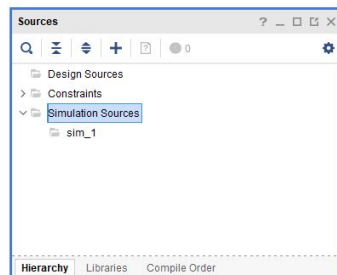 Sources
0
Design Sources
Constraints
Simulation Sources
sim_1
Hierarchy Libraries Compile Order